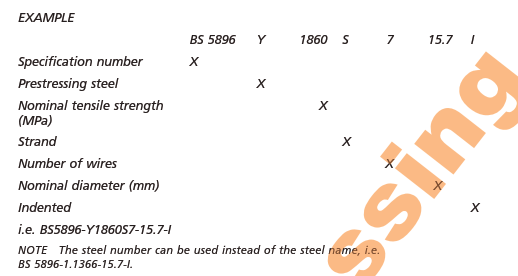 EXAMPLE
BS 5896 Y 1860 S 7 15.7 I
Specification number X
Prestressing steel X
Nominal tensile strength X
(MPa)
Strand X
Number of wires X
Nominal diameter (mm) X
Indented X
i.e. BS5896-Y1860S7-15.7-I
NOTE The steel number can be used instead of the steel name, i.e.
BS 5896-1.1366-15.7-I.
ssing